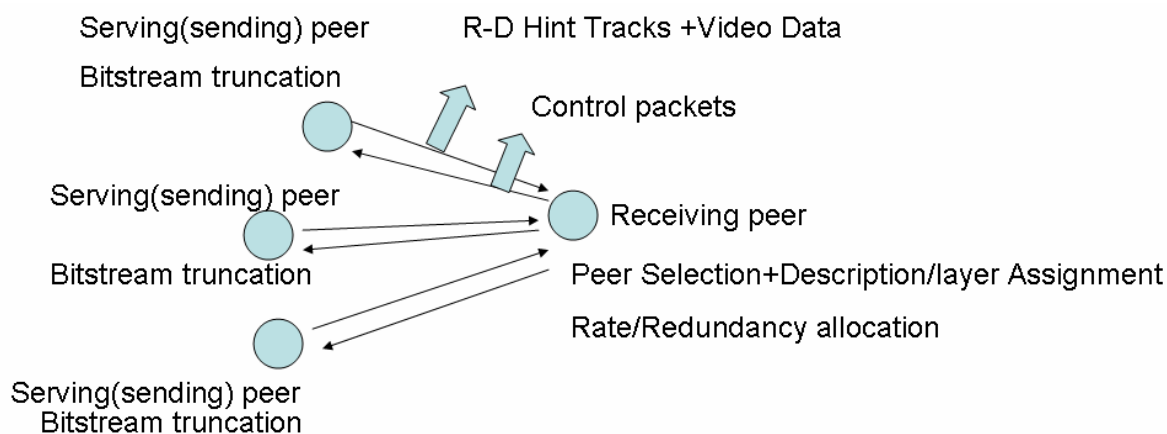 Serving(sending) peer
R-D Hint Tracks +Video Data
Bitstream truncation
Control packets
Serving(sending) peer
Receiving peer
Bitstream truncation
Peer Selection+Description/layer Assignment
Rate/Redundancy allocation
Serving(sending) peer
Bitstream truncation